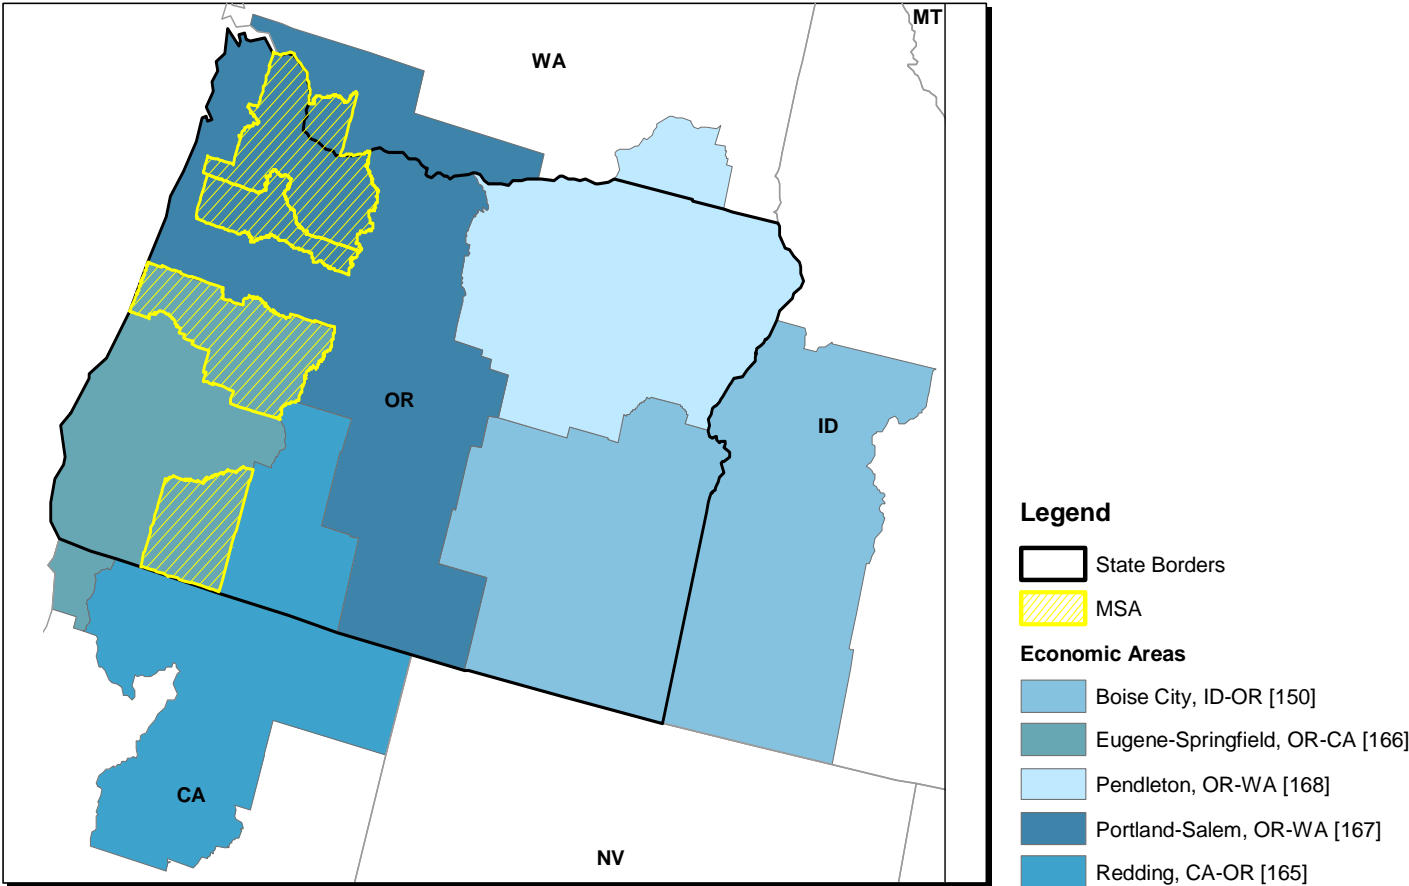 MT
WA
OR
ID
CA
NV
Legend
State Borders
MSA
Economic Areas
Boise City, ID-OR [150]
Eugene-Springfield, OR-CA [166]
Pendleton, OR-WA [168]
Portland-Salem, OR-WA [167]
Redding, CA-OR [165]